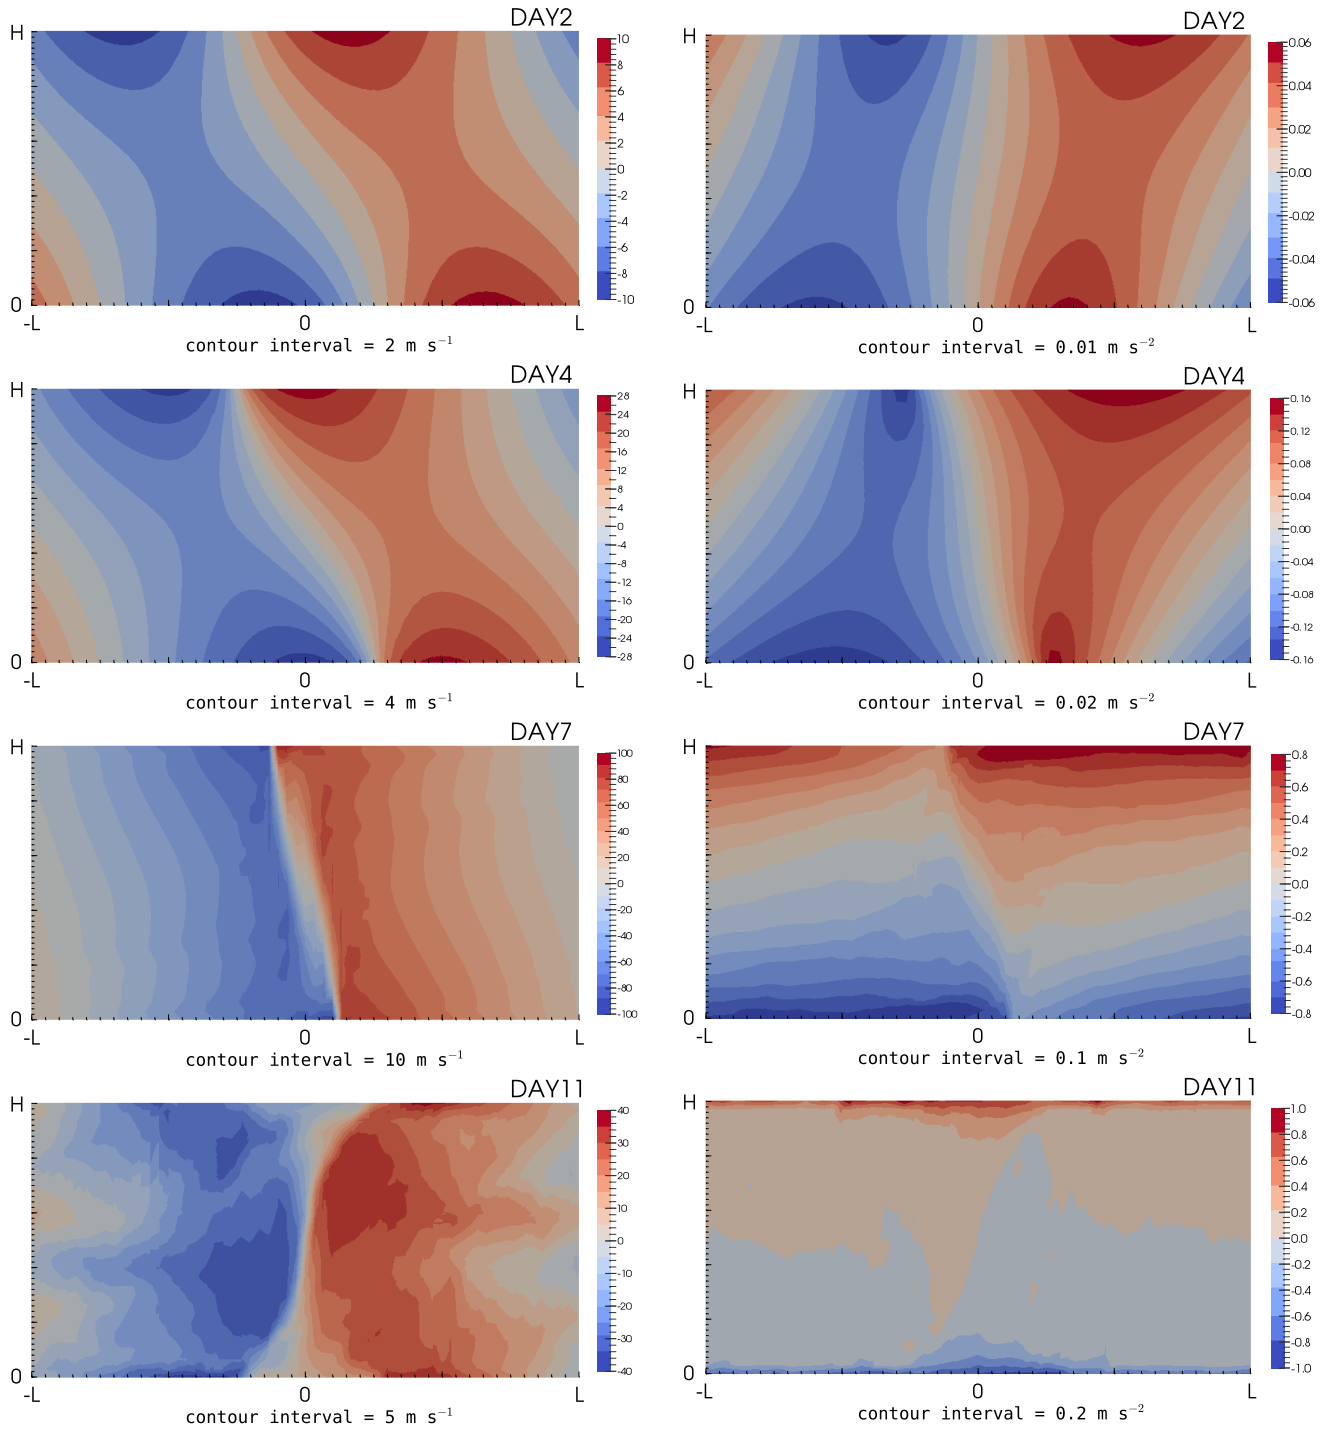 DAY2
H
0
-L 0 L
contour interval = 2 m s⁻¹
10
8
6
4
2
0
-2
-4
-6
-8
-10
DAY2
H
0
-L 0 L
contour interval = 0.01 m s⁻²
0.06
0.04
0.02
0.00
-0.02
-0.04
-0.06
DAY4
H
0
-L 0 L
contour interval = 4 m s⁻¹
28
24
20
16
12
8
4
0
-4
-8
-12
-16
-20
-24
-28
DAY4
H
0
-L 0 L
contour interval = 0.02 m s⁻²
0.16
0.12
0.08
0.04
0.00
-0.04
-0.08
-0.12
-0.16
DAY7
H
0
-L 0 L
contour interval = 10 m s⁻¹
100
80
60
40
20
0
-20
-40
-60
-80
-100
DAY7
H
0
-L 0 L
contour interval = 0.1 m s⁻²
0.8
0.6
0.4
0.2
0.0
-0.2
-0.4
-0.6
-0.8
DAY11
H
0
-L 0 L
contour interval = 5 m s⁻¹
40
30
20
10
0
-10
-20
-30
-40
DAY11
H
0
-L 0 L
contour interval = 0.2 m s⁻²
1.0
0.8
0.6
0.4
0.2
0.0
-0.2
-0.4
-0.6
-0.8
-1.0